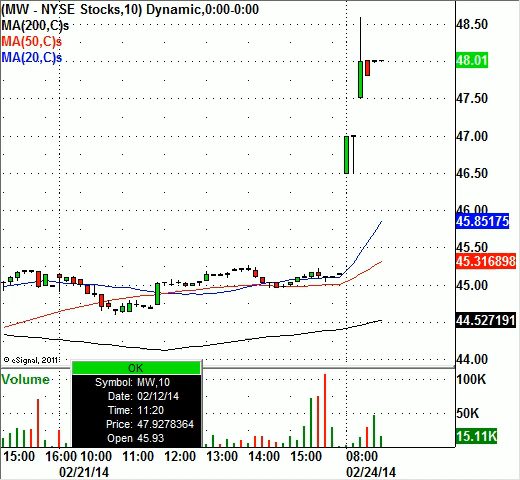 (MW - NYSE Stocks,10) Dynamic,0:00-0:00
MA(200,C)s
MA(50,C)s
MA(20,C)s
48.50
48.01
47.50
47.00
46.50
46.00
45.85175
45.50
45.316898
45.00
44.527191
44.00
© eSignal, 2011
Volume
100K
50K
15.11K
OK
Symbol: MW,10
Date: 02/12/14
Time: 11:20
Price: 47.9278364
Open 45.93
15:00 16:00 10:00 11:00 12:00 13:00 14:00 15:00 08:00
02/21/14 02/24/14